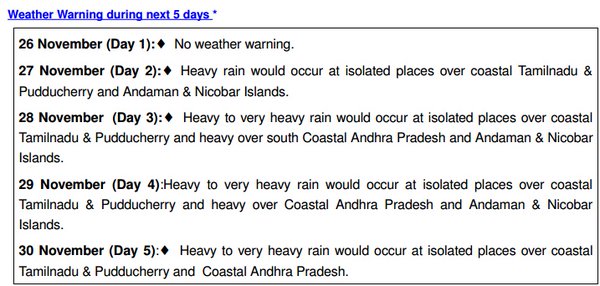 Weather Warning during next 5 days *
26 November (Day 1):♦ No weather warning.
27 November (Day 2):♦ Heavy rain would occur at isolated places over coastal Tamilnadu &
Pudducherry and Andaman & Nicobar Islands.
28 November (Day 3):♦ Heavy to very heavy rain would occur at isolated places over coastal
Tamilnadu & Pudducherry and heavy over south Coastal Andhra Pradesh and Andaman & Nicobar
Islands.
29 November (Day 4):Heavy to very heavy rain would occur at isolated places over coastal
Tamilnadu & Pudducherry and heavy over Coastal Andhra Pradesh and Andaman & Nicobar
Islands.
30 November (Day 5):♦ Heavy to very heavy rain would occur at isolated places over coastal
Tamilnadu & Pudducherry and Coastal Andhra Pradesh.